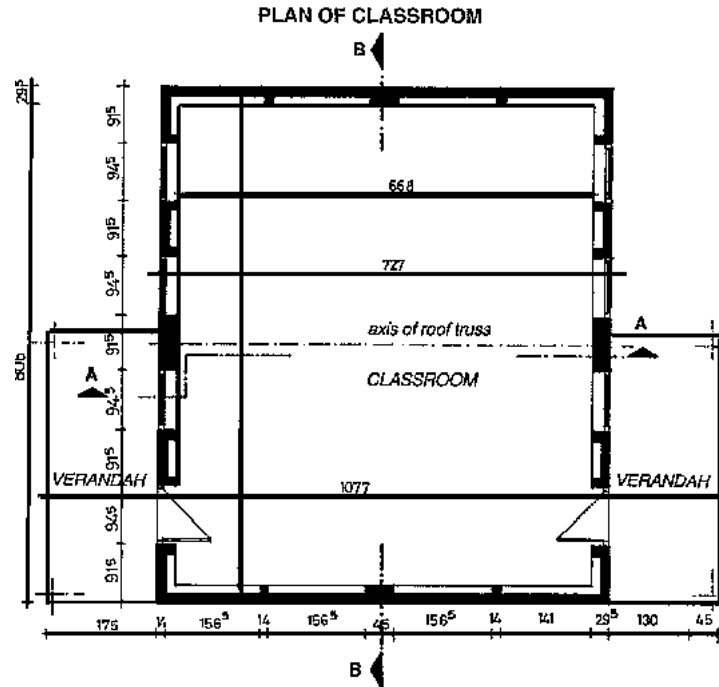 PLAN OF CLASSROOM
B
29⁵
91⁵
94⁵
668
91⁵
727
94⁵
axis of roof truss
A
91⁵
806
A
CLASSROOM
94⁵
91⁵
VERANDAH
VERANDAH
1077
94⁵
91⁵
175
14
156⁵
14
156⁵
45
156⁵
14
141
29⁵
130
45
B